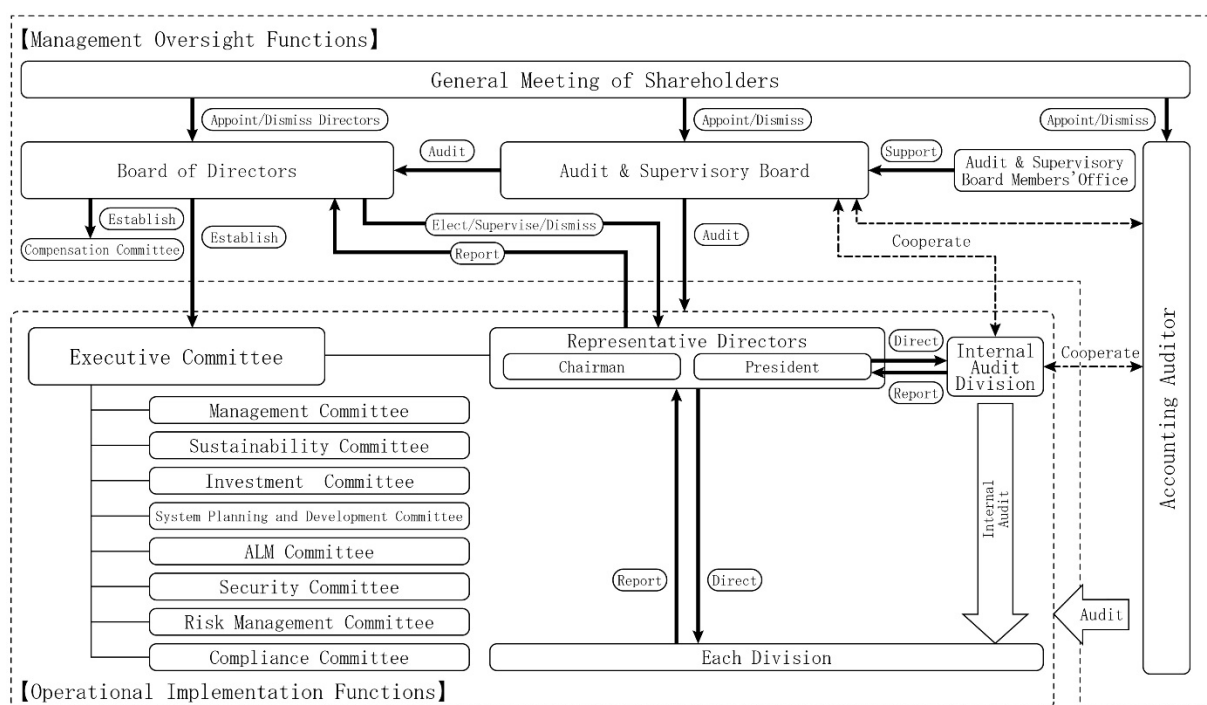 【Management Oversight Functions】
General Meeting of Shareholders
Appoint/Dismiss Directors
Appoint/Dismiss
Appoint/Dismiss
Board of Directors
Audit
Audit & Supervisory Board
Support
Audit & Supervisory
Board Members'Office
Establish
Compensation Committee
Establish
Elect/Supervise/Dismiss
Report
Audit
Cooperate
Executive Committee
Representative Directors
Chairman
President
Direct
Report
Internal
Audit
Division
Cooperate
Accounting Auditor
Management Committee
Sustainability Committee
Investment Committee
System Planning and Development Committee
ALM Committee
Security Committee
Risk Management Committee
Compliance Committee
Report
Direct
Internal
Audit
Audit
Each Division
【Operational Implementation Functions】